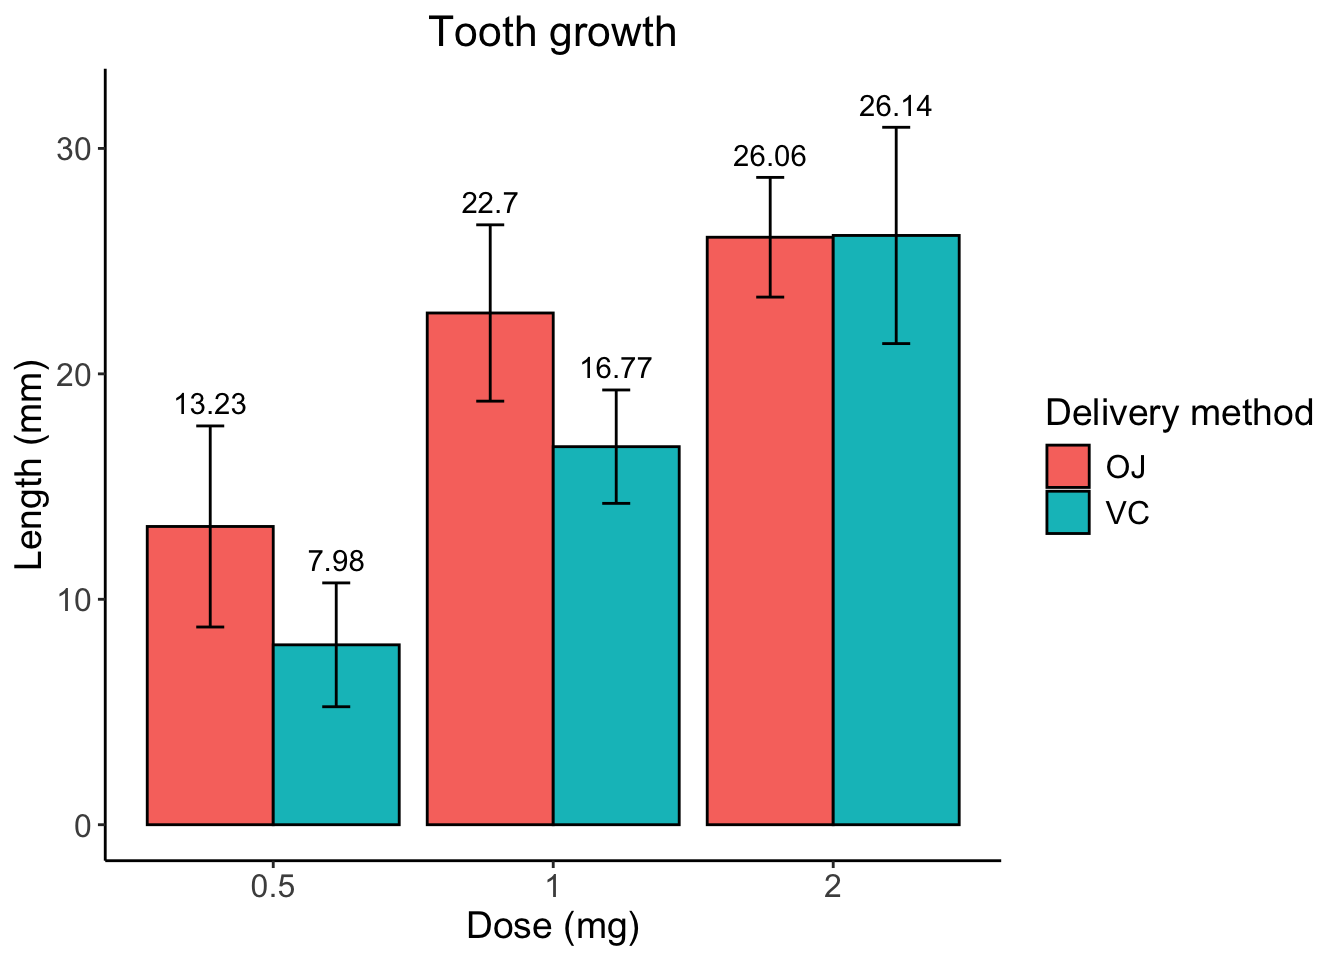 Tooth growth
26.14
30
26.06
22.7
20
16.77
13.23
Length (mm)
Delivery method
OJ
VC
7.98
10
0
0.5
1
2
Dose (mg)